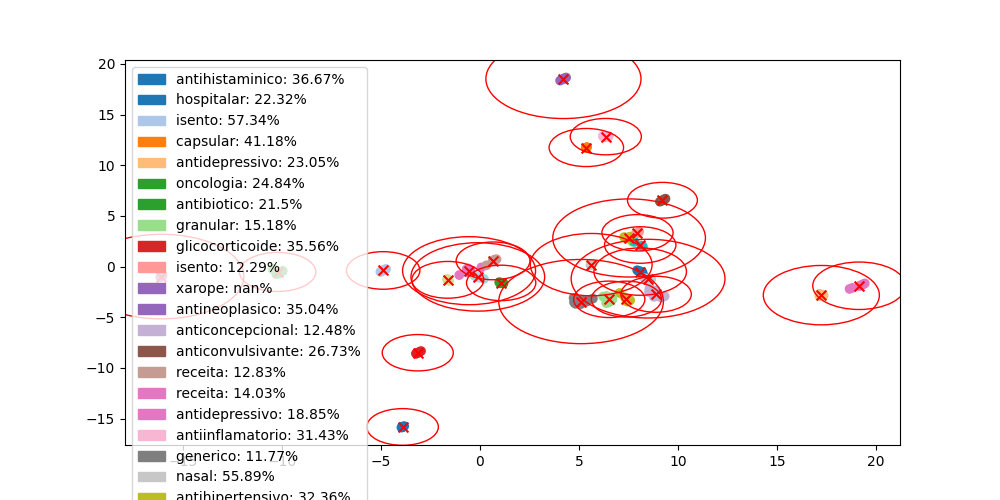 20
15
10
5
0
−5
−10
−15
−15
−10
−5
0
5
10
15
20
antihistaminico: 36.67%
hospitalar: 22.32%
isento: 57.34%
capsular: 41.18%
antidepressivo: 23.05%
oncologia: 24.84%
antibiotico: 21.5%
granular: 15.18%
glicocorticoide: 35.56%
isento: 12.29%
xarope: nan%
antineoplasico: 35.04%
anticoncepcional: 12.48%
anticonvulsivante: 26.73%
receita: 12.83%
receita: 14.03%
antidepressivo: 18.85%
antiinflamatorio: 31.43%
generico: 11.77%
nasal: 55.89%
antihipertensivo: 32.36%